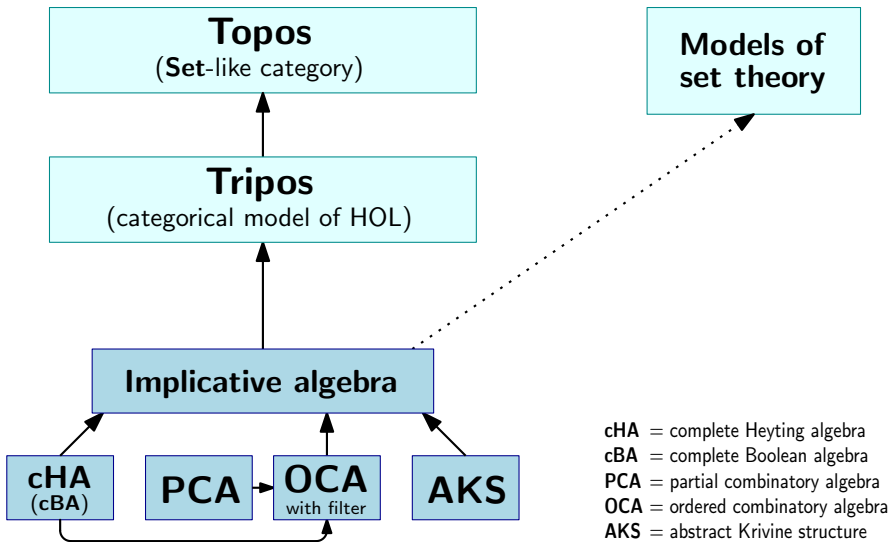 Topos
(Set-like category)
Models of
set theory
Tripos
(categorical model of HOL)
Implicative algebra
cHA
(cBA)
PCA
OCA
with filter
AKS
cHA = complete Heyting algebra
cBA = complete Boolean algebra
PCA = partial combinatory algebra
OCA = ordered combinatory algebra
AKS = abstract Krivine structure